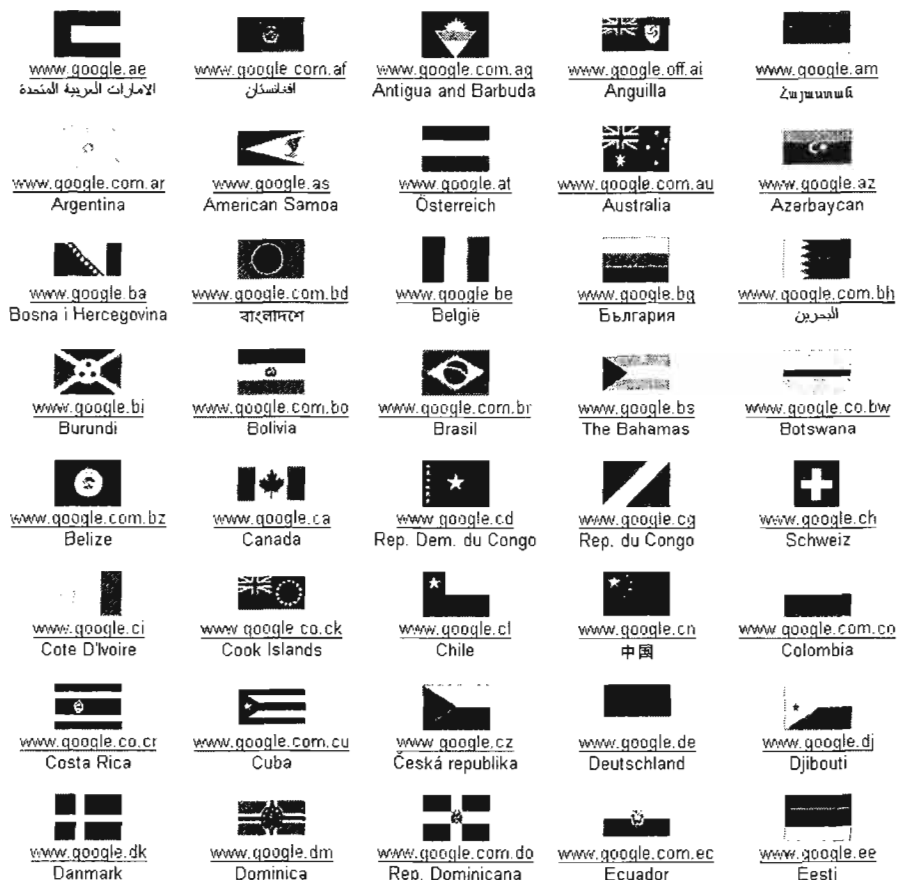 www.google.ae
www.google.com.af
www.google.com.ag
www.google.off.ai
www.google.am
الامارات العربية المتحدة
افغانستان
Antigua and Barbuda
Anguilla
Հայաստան
www.google.com.ar
www.google.as
www.google.at
www.google.com.au
www.google.az
Argentina
American Samoa
Österreich
Australia
Azərbaycan
www.google.ba
www.google.com.bd
www.google.be
www.google.bg
www.google.com.bh
Bosna i Hercegovina
বাংলাদেশ
België
България
البحرين
www.google.bi
www.google.com.bo
www.google.com.br
www.google.bs
www.google.co.bw
Burundi
Bolivia
Brasil
The Bahamas
Botswana
www.google.com.bz
www.google.ca
www.google.cd
www.google.cg
www.google.ch
Belize
Canada
Rep. Dem. du Congo
Rep. du Congo
Schweiz
www.google.ci
www.google.co.ck
www.google.cl
www.google.cn
www.google.com.co
Cote D'Ivoire
Cook Islands
Chile
中国
Colombia
www.google.co.cr
www.google.com.cu
www.google.cz
www.google.de
www.google.dj
Costa Rica
Cuba
Česká republika
Deutschland
Djibouti
www.google.dk
www.google.dm
www.google.com.do
www.google.com.ec
www.google.ee
Danmark
Dominica
Rep. Dominicana
Ecuador
Eesti